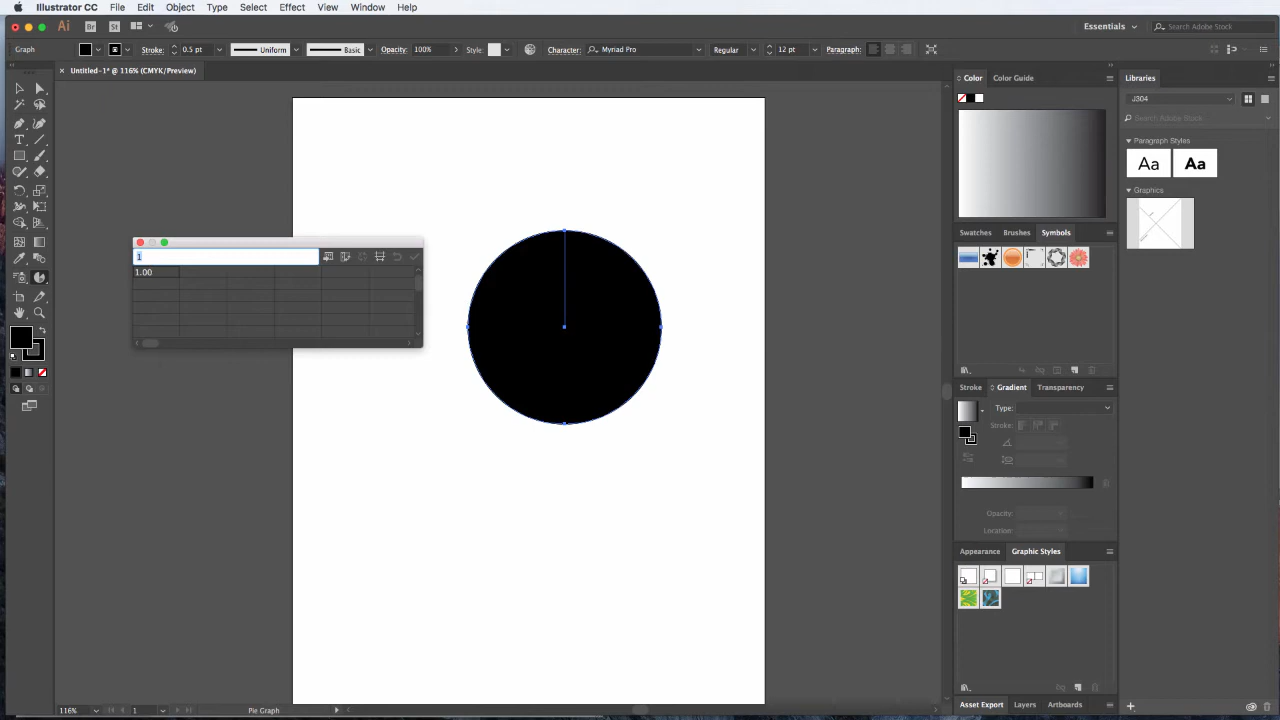 Illustrator CC File Edit Object Type Select Effect View Window Help
Ai Br St Essentials Search Adobe Stock
Graph Stroke: 0.5 pt Uniform Basic Opacity: 100% Style Character: Myriad Pro Regular 12 pt Paragraph:
× Untitled-1* @ 116% (CMYK/Preview)
Color Color Guide Libraries
J304
Search Adobe Stock
Paragraph Styles
Aa Aa
Graphics
Swatches Brushes Symbols
1
1.00
Stroke Gradient Transparency
Type:
Stroke:
Opacity:
Location:
Appearance Graphic Styles
Asset Export Layers Artboards
116% 1 Pie Graph